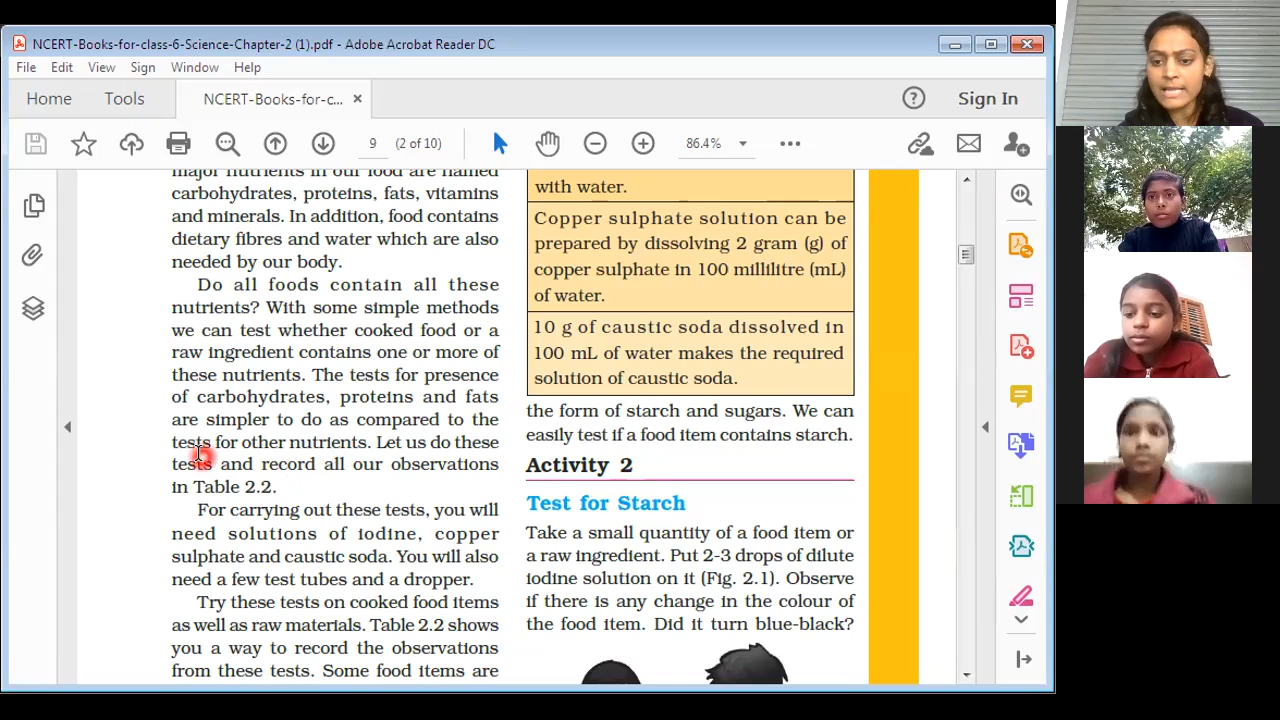 NCERT-Books-for-class-6-Science-Chapter-2 (1).pdf - Adobe Acrobat Reader DC
File Edit View Sign Window Help
Home Tools NCERT-Books-for-c... × Sign In
9 (2 of 10) 86.4%
major nutrients in our food are named
carbohydrates, proteins, fats, vitamins
and minerals. In addition, food contains
dietary fibres and water which are also
needed by our body.
Do all foods contain all these
nutrients? With some simple methods
we can test whether cooked food or a
raw ingredient contains one or more of
these nutrients. The tests for presence
of carbohydrates, proteins and fats
are simpler to do as compared to the
tests for other nutrients. Let us do these
tests and record all our observations
in Table 2.2.
For carrying out these tests, you will
need solutions of iodine, copper
sulphate and caustic soda. You will also
need a few test tubes and a dropper.
Try these tests on cooked food items
as well as raw materials. Table 2.2 shows
you a way to record the observations
from these tests. Some food items are
with water.
Copper sulphate solution can be
prepared by dissolving 2 gram (g) of
copper sulphate in 100 millilitre (mL)
of water.
10 g of caustic soda dissolved in
100 mL of water makes the required
solution of caustic soda.
the form of starch and sugars. We can
easily test if a food item contains starch.
Activity 2
Test for Starch
Take a small quantity of a food item or
a raw ingredient. Put 2-3 drops of dilute
iodine solution on it (Fig. 2.1). Observe
if there is any change in the colour of
the food item. Did it turn blue-black?